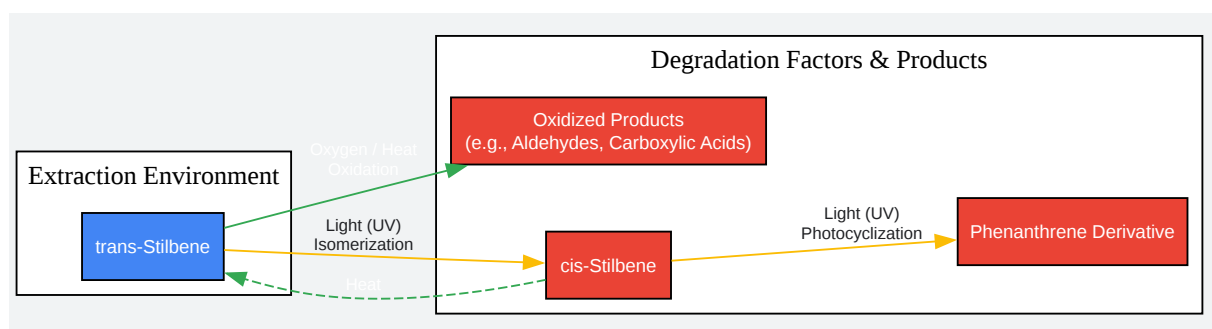 Degradation Factors & Products
Oxidized Products
(e.g., Aldehydes, Carboxylic Acids)
Oxygen / Heat
Oxidation
Extraction Environment
trans-Stilbene
Light (UV)
Isomerization
Heat
cis-Stilbene
Light (UV)
Photocyclization
Phenanthrene Derivative